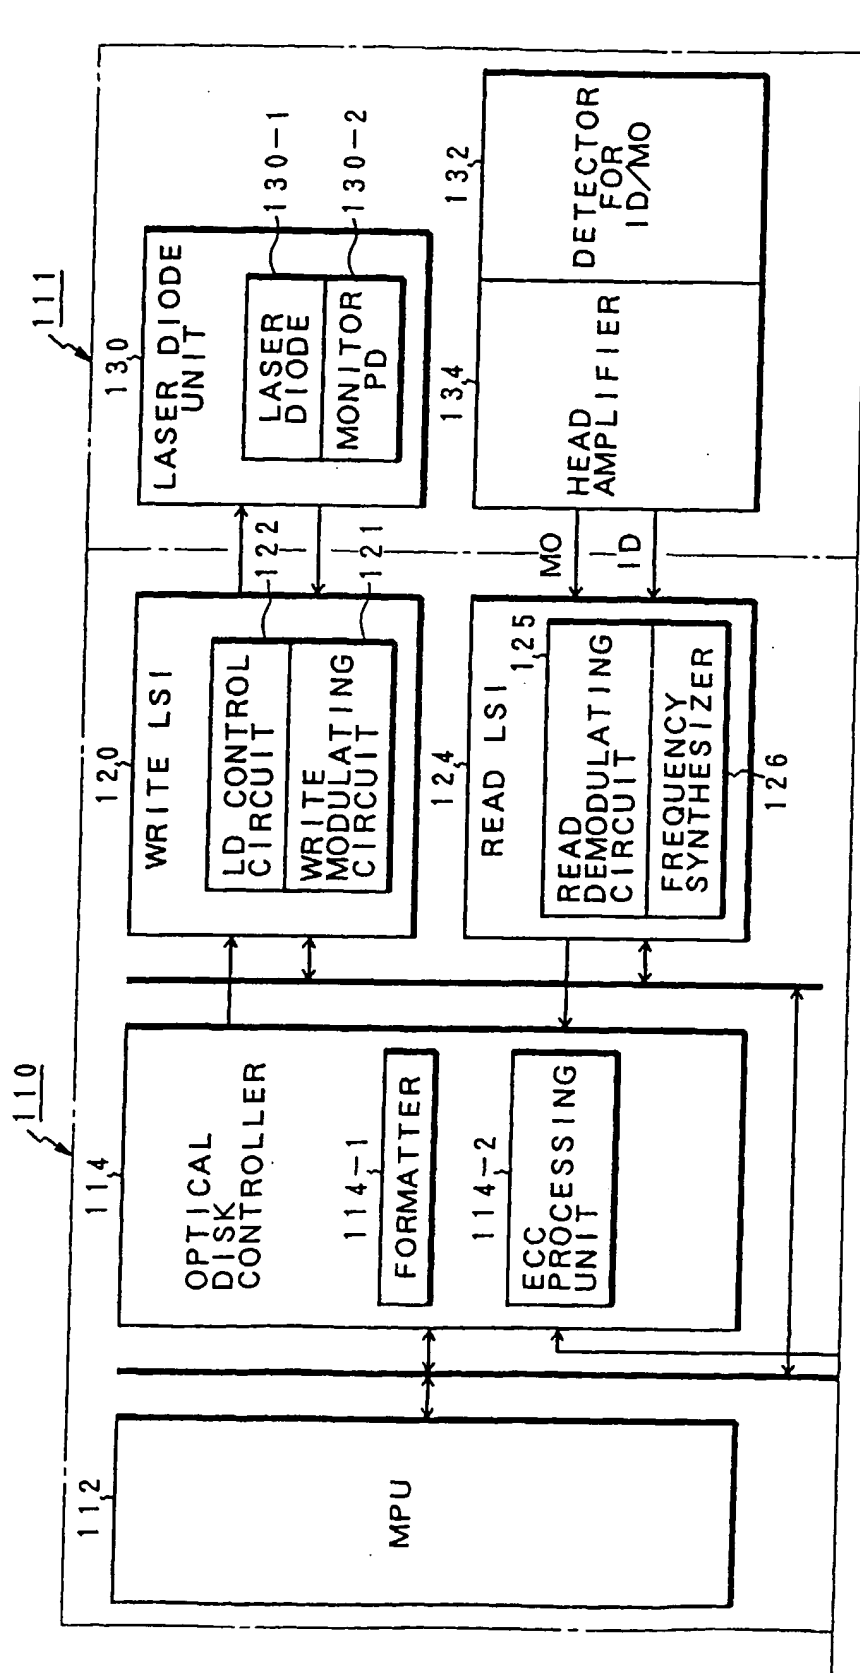 110
111
112
MPU
114
OPTICAL
DISK
CONTROLLER
114-1
FORMATTER
114-2
ECC
PROCESSING
UNIT
120
WRITE LSI
122
LD CONTROL
CIRCUIT
121
WRITE
MODULATING
CIRCUIT
124
READ LSI
125
READ
DEMODULATING
CIRCUIT
FREQUENCY
SYNTHESIZER
126
130
LASER DIODE
UNIT
130-1
LASER
DIODE
130-2
MONITOR
PD
MO
ID
134
HEAD
AMPLIFIER
132
DETECTOR
FOR
ID/MO